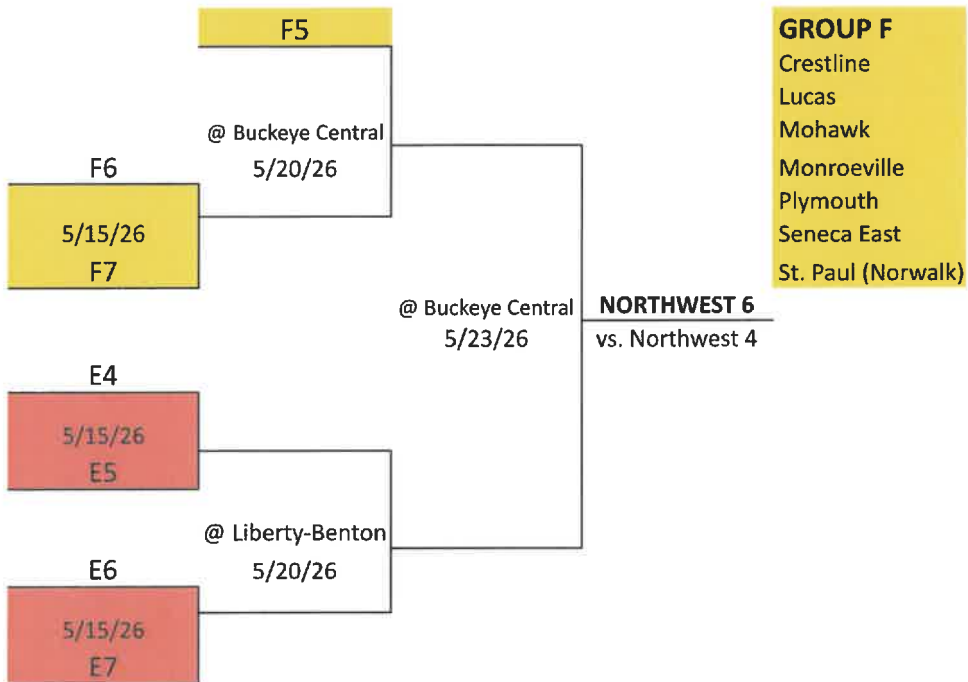 F5
@ Buckeye Central
5/20/26
F6
5/15/26
F7
@ Buckeye Central
5/23/26
NORTHWEST 6
vs. Northwest 4
E4
5/15/26
E5
@ Liberty-Benton
5/20/26
E6
5/15/26
E7
GROUP F
Crestline
Lucas
Mohawk
Monroeville
Plymouth
Seneca East
St. Paul (Norwalk)